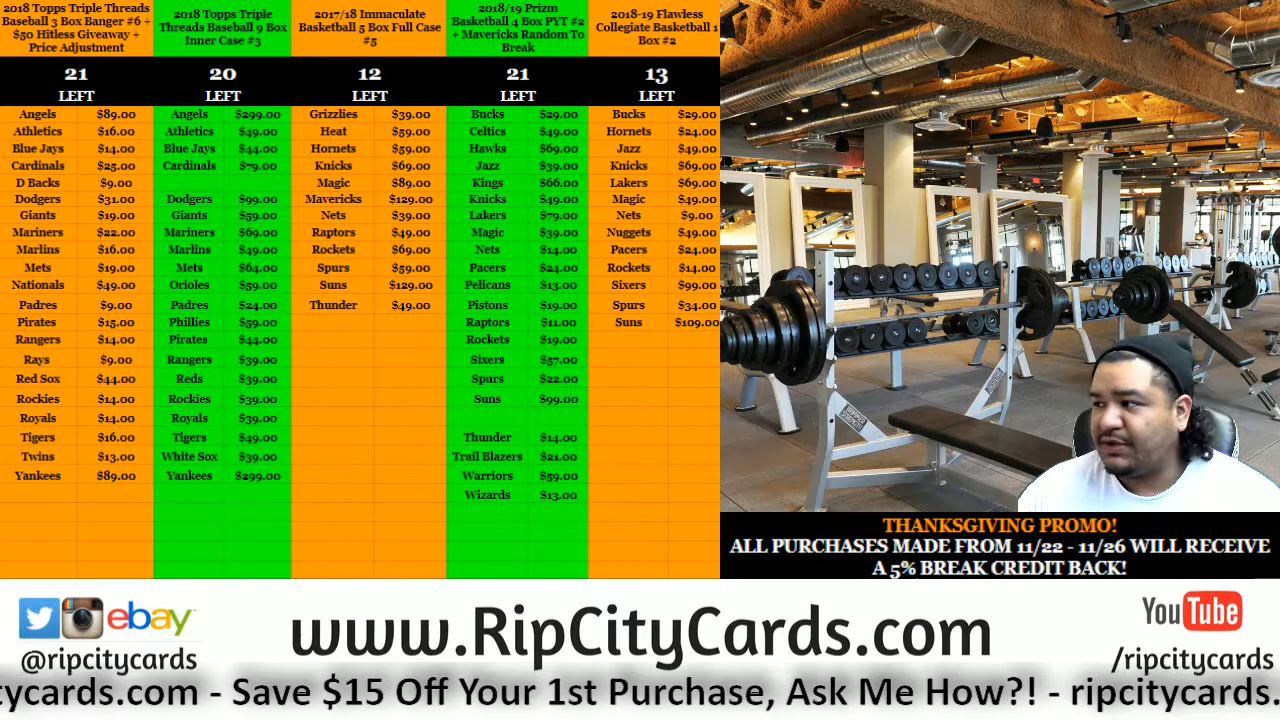 2018 Topps Triple Threads
Baseball 3 Box Banger #6 +
$50 Hitless Giveaway +
Price Adjustment
21
LEFT
Angels $89.00
Athletics $16.00
Blue Jays $14.00
Cardinals $25.00
D Backs $9.00
Dodgers $31.00
Giants $19.00
Mariners $22.00
Marlins $16.00
Mets $19.00
Nationals $49.00
Padres $9.00
Pirates $15.00
Rangers $14.00
Rays $9.00
Red Sox $44.00
Rockies $14.00
Royals $14.00
Tigers $16.00
Twins $13.00
Yankees $89.00
2018 Topps Triple
Threads Baseball 9 Box
Inner Case #3
20
LEFT
Angels $299.00
Athletics $49.00
Blue Jays $44.00
Cardinals $79.00
Dodgers $99.00
Giants $59.00
Mariners $69.00
Marlins $49.00
Mets $64.00
Orioles $59.00
Padres $24.00
Phillies $59.00
Pirates $44.00
Rangers $39.00
Reds $39.00
Rockies $39.00
Royals $39.00
Tigers $49.00
White Sox $39.00
Yankees $299.00
2017/18 Immaculate
Basketball 5 Box Full Case
#5
12
LEFT
Grizzlies $39.00
Heat $59.00
Hornets $59.00
Knicks $69.00
Magic $89.00
Mavericks $129.00
Nets $39.00
Raptors $49.00
Rockets $69.00
Spurs $59.00
Suns $129.00
Thunder $49.00
2018/19 Prizm
Basketball 4 Box PYT #2
+ Mavericks Random To
Break
21
LEFT
Bucks $29.00
Celtics $49.00
Hawks $69.00
Jazz $39.00
Kings $66.00
Knicks $49.00
Lakers $79.00
Magic $39.00
Nets $14.00
Pacers $24.00
Pelicans $13.00
Pistons $19.00
Raptors $11.00
Rockets $19.00
Sixers $57.00
Spurs $22.00
Suns $99.00
Thunder $14.00
Trail Blazers $21.00
Warriors $59.00
Wizards $13.00
2018-19 Flawless
Collegiate Basketball 1
Box #2
13
LEFT
Bucks $29.00
Hornets $24.00
Jazz $49.00
Knicks $69.00
Lakers $69.00
Magic $49.00
Nets $9.00
Nuggets $49.00
Pacers $24.00
Rockets $14.00
Sixers $99.00
Spurs $34.00
Suns $109.00
THANKSGIVING PROMO!
ALL PURCHASES MADE FROM 11/22 - 11/26 WILL RECEIVE
A 5% BREAK CREDIT BACK!
ebay
@ripcitycards
www.RipCityCards.com
YouTube
/ripcitycards
tycards.com - Save $15 Off Your 1st Purchase, Ask Me How?! - ripcitycards.